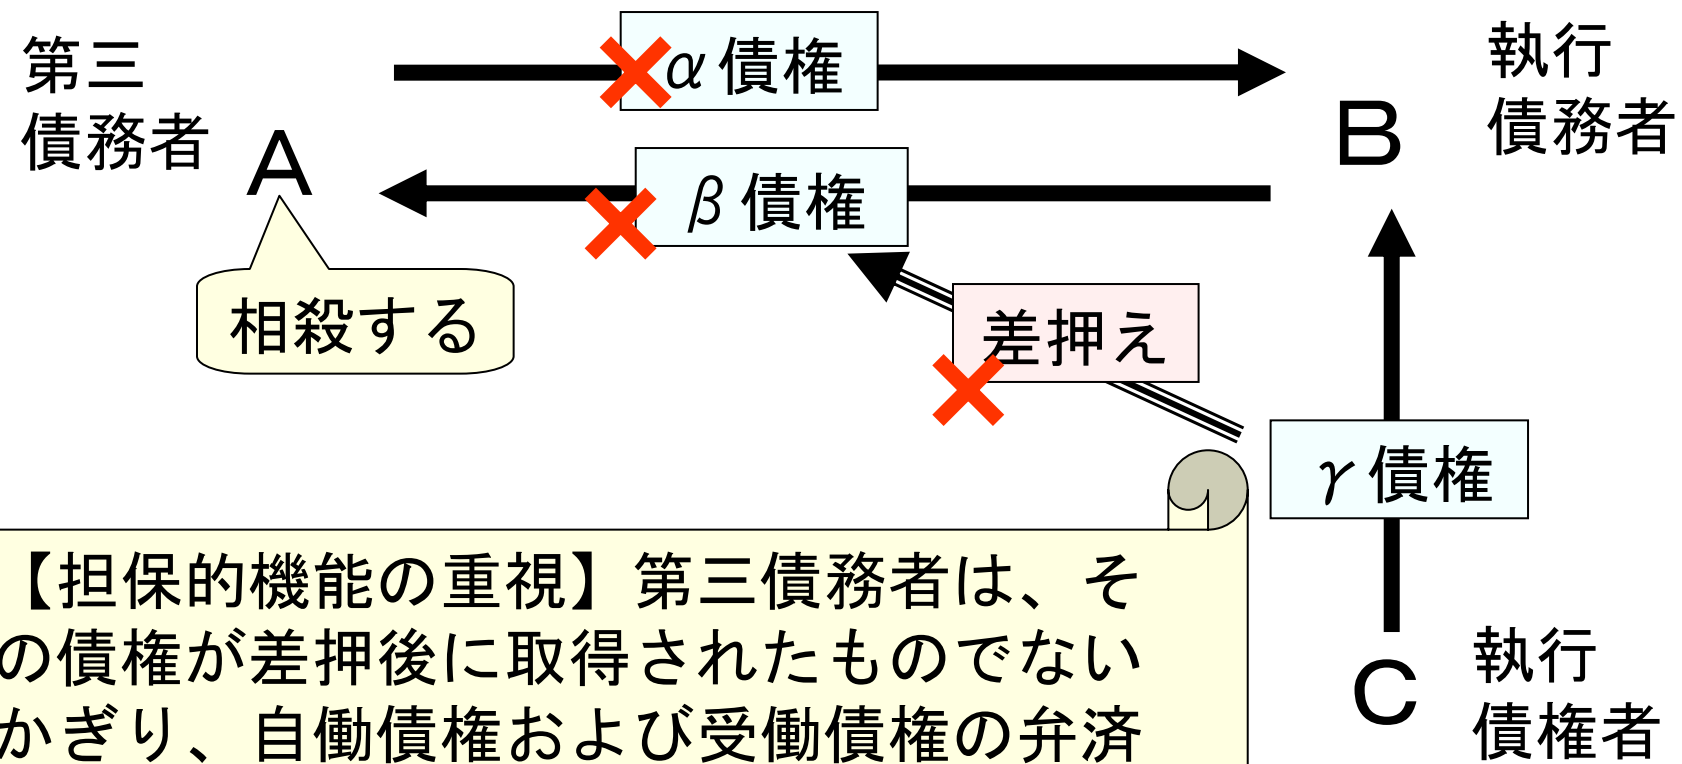 第三
債務者
A
α債権
B
執行
債務者
β債権
相殺する
差押え
γ債権
C
執行
債権者
【担保的機能の重視】第三債務者は、そ
の債権が差押後に取得されたものでない
かぎり、自働債権および受働債権の弁済